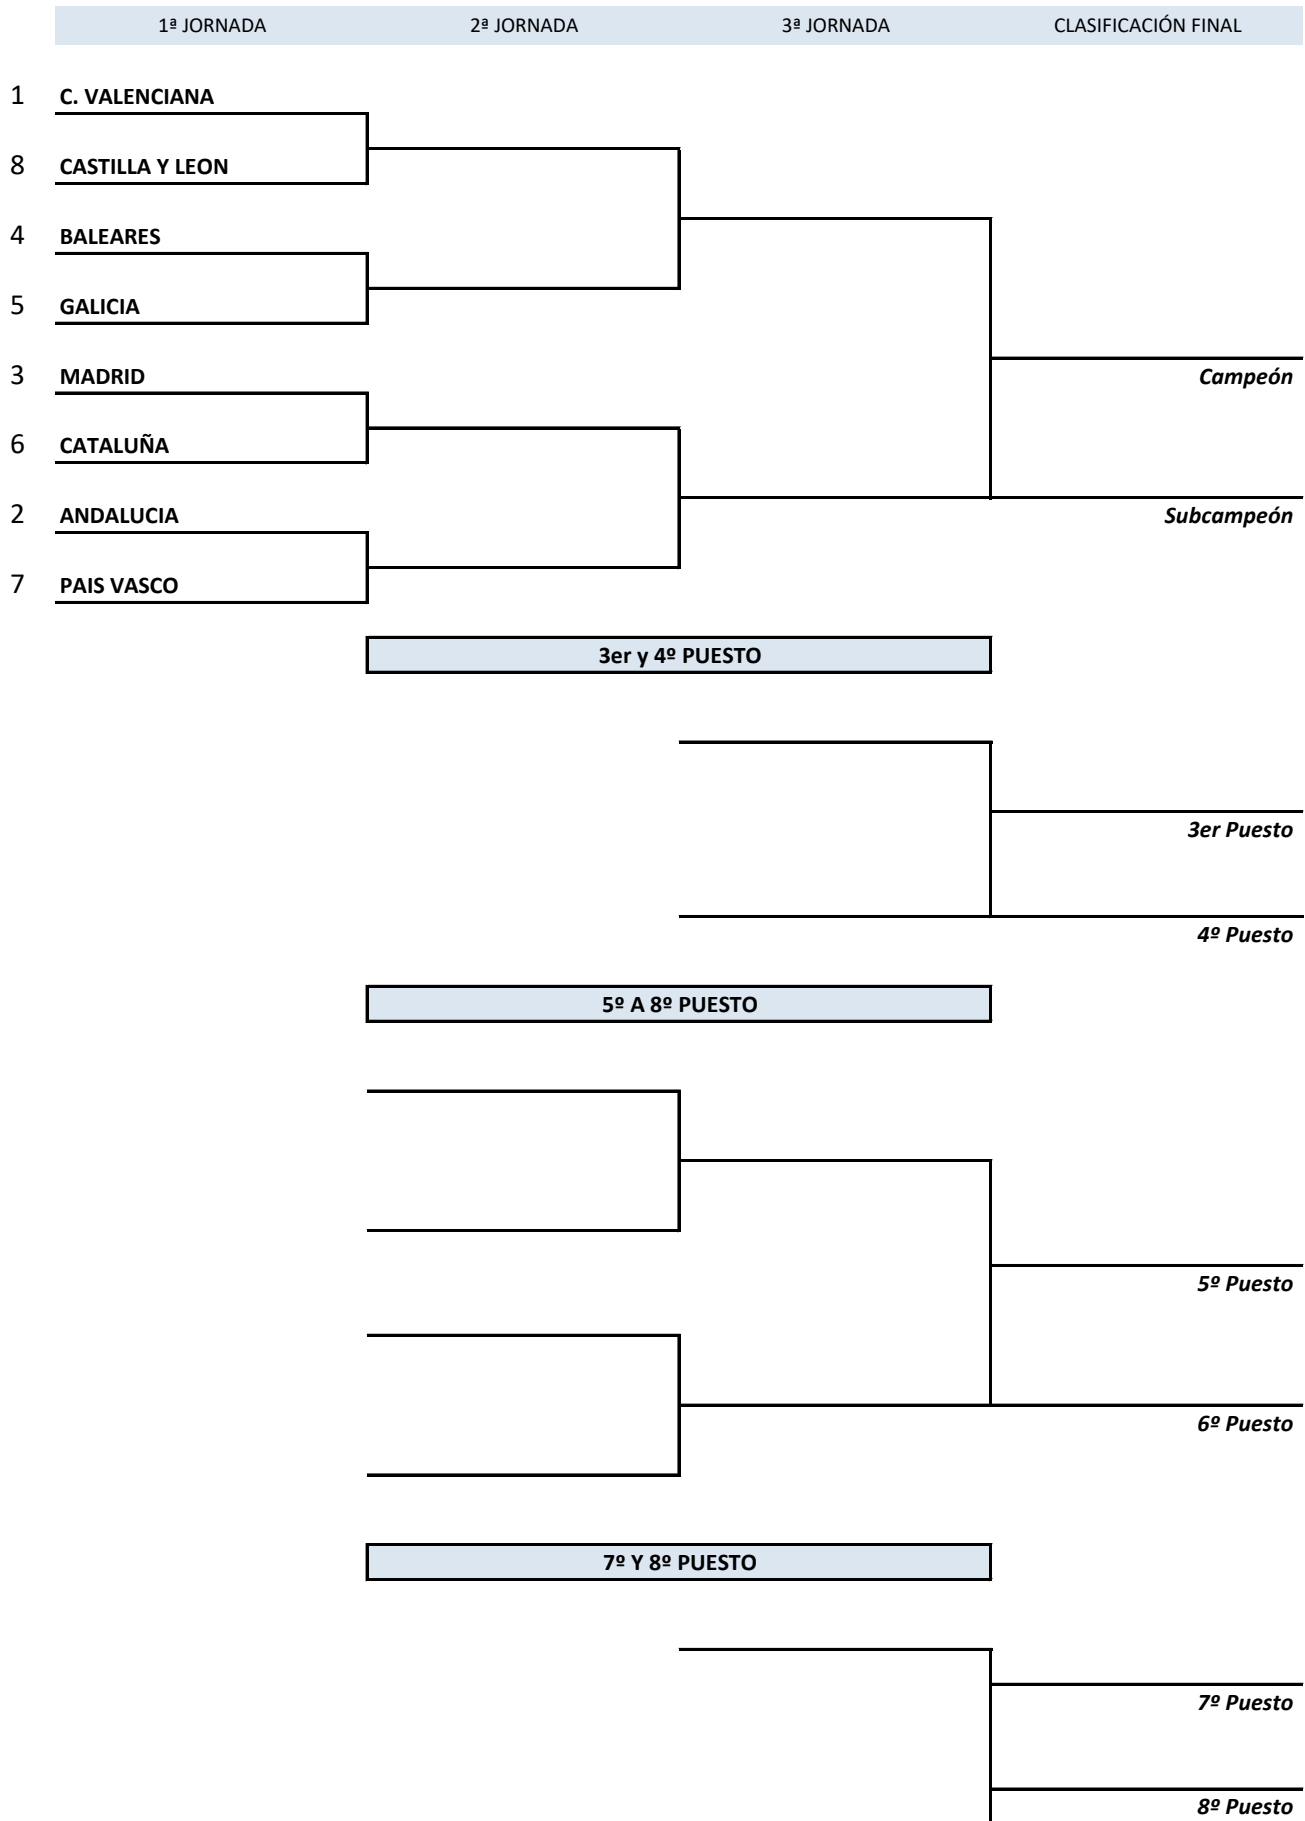 1ª JORNADA 2ª JORNADA 3ª JORNADA CLASIFICACIÓN FINAL
1 C. VALENCIANA
8 CASTILLA Y LEON
4 BALEARES
5 GALICIA
3 MADRID
Campeón
6 CATALUÑA
2 ANDALUCIA
Subcampeón
7 PAIS VASCO
3er y 4º PUESTO
3er Puesto
4º Puesto
5º A 8º PUESTO
5º Puesto
6º Puesto
7º Y 8º PUESTO
7º Puesto
8º Puesto